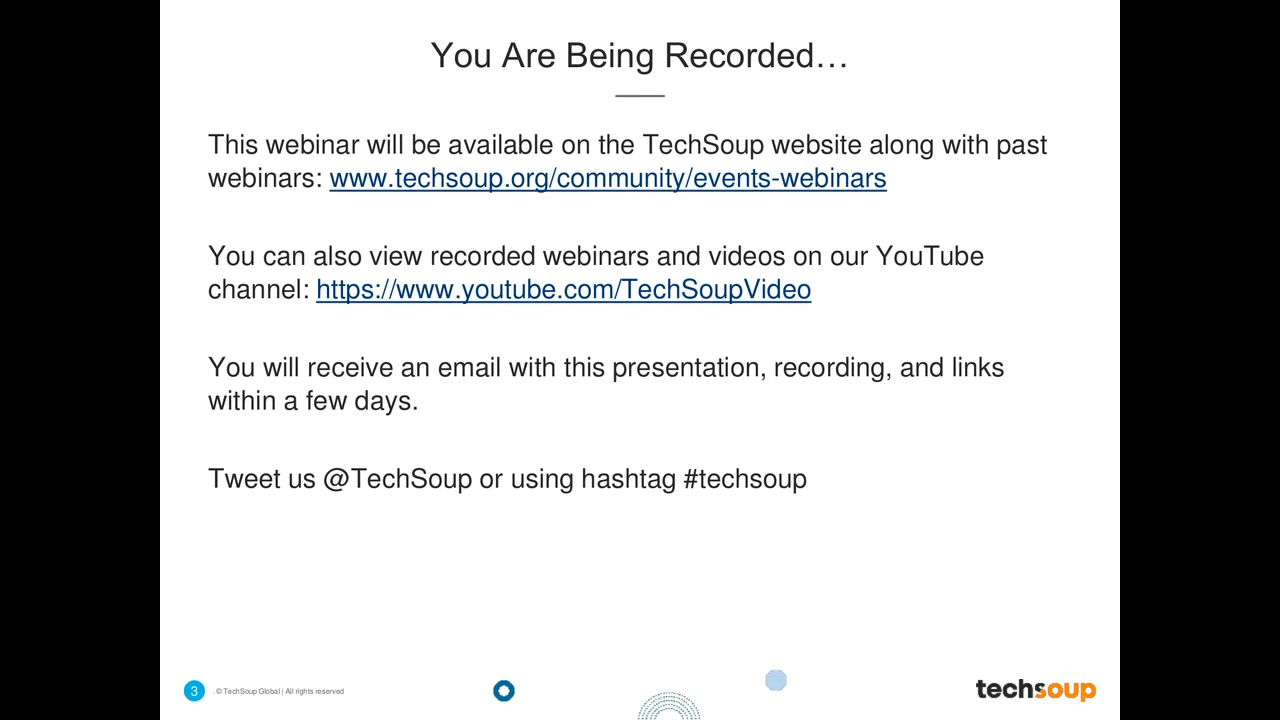 You Are Being Recorded…
This webinar will be available on the TechSoup website along with past
webinars: www.techsoup.org/community/events-webinars
You can also view recorded webinars and videos on our YouTube
channel: https://www.youtube.com/TechSoupVideo
You will receive an email with this presentation, recording, and links
within a few days.
Tweet us @TechSoup or using hashtag #techsoup
3 . © TechSoup Global | All rights reserved
techsoup